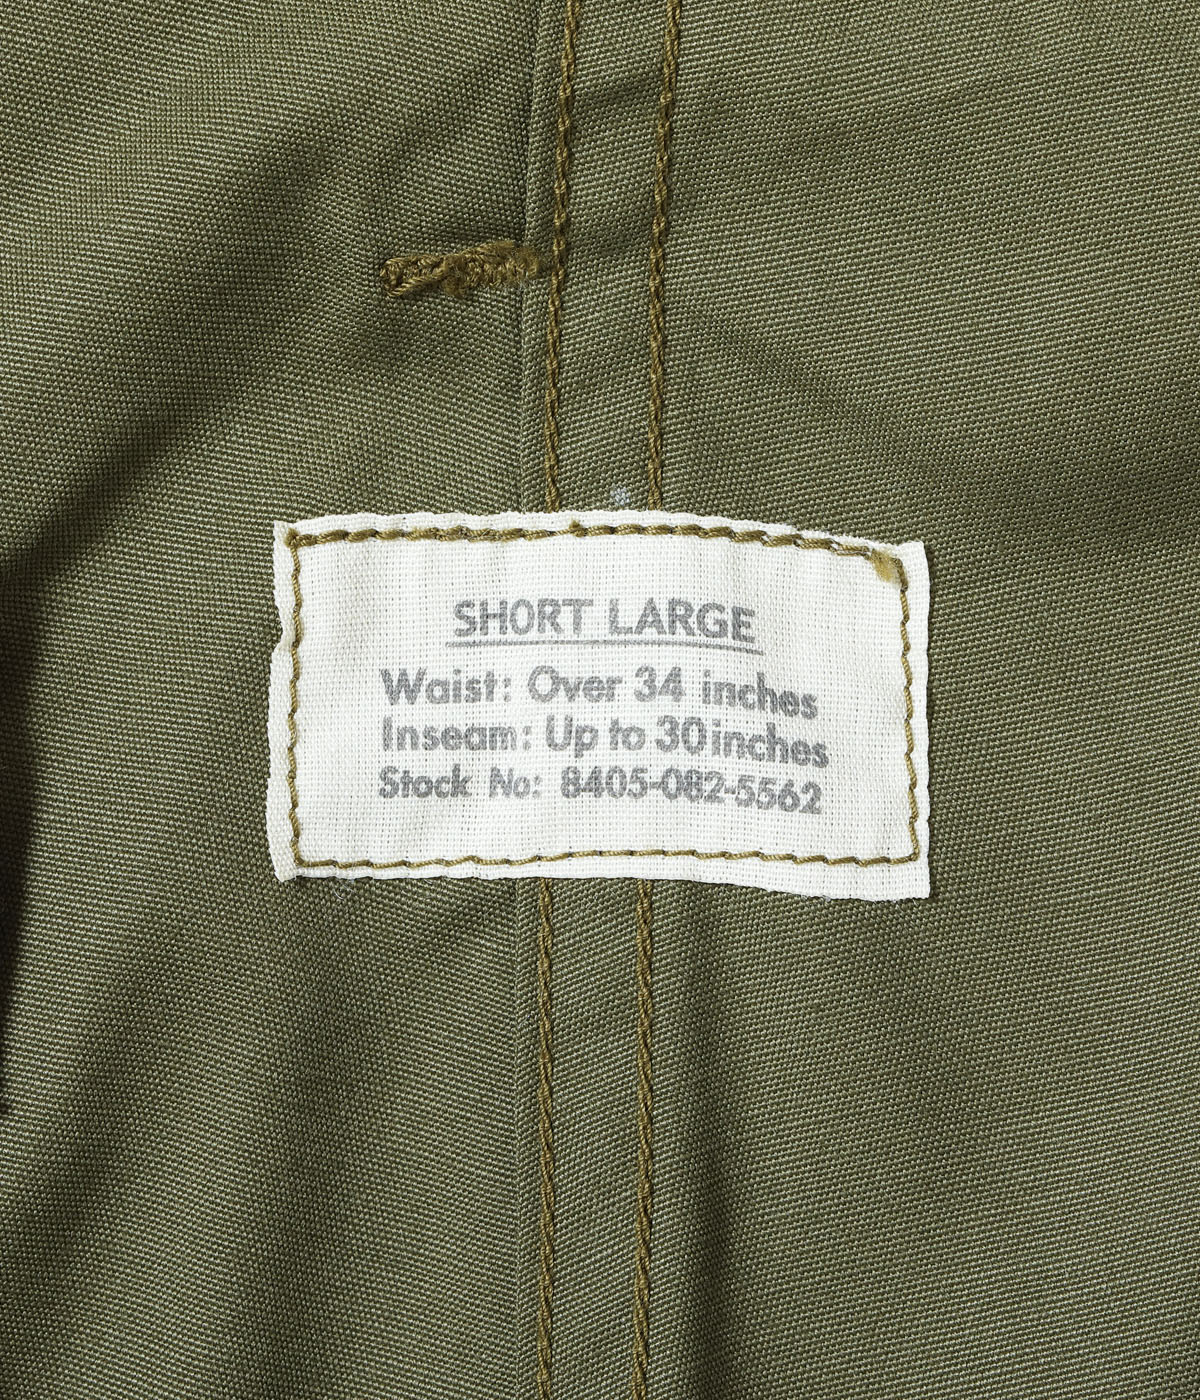 SHORT LARGE
Waist: Over 34 inches
Inseam: Up to 30 inches
Stock No: 8405-082-5562